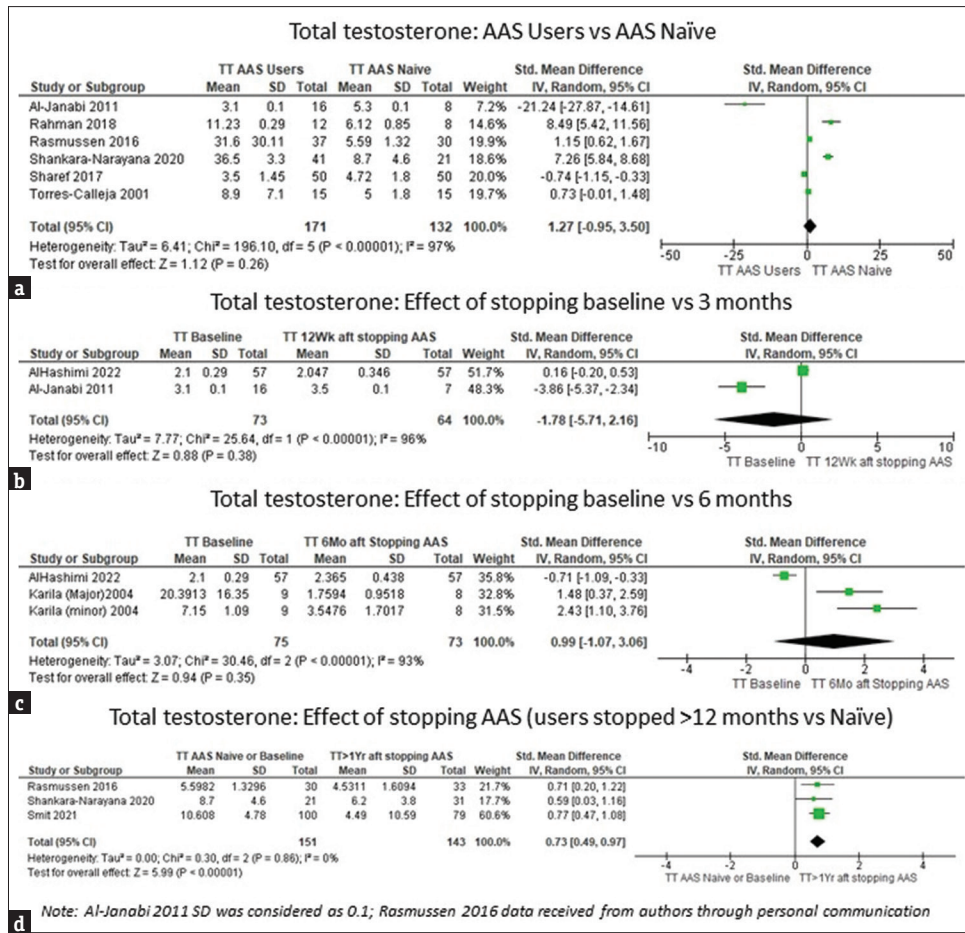 Total testosterone: AAS Users vs AAS Naïve
TT AAS Users TT AAS Naive Std. Mean Difference Std. Mean Difference
Study or Subgroup Mean SD Total Mean SD Total Weight IV, Random, 95% CI IV, Random, 95% CI
Al-Janabi 2011 3.1 0.1 16 5.3 0.1 8 7.2% -21.24 [-27.87, -14.61]
Rahman 2018 11.23 0.29 12 6.12 0.85 8 14.6% 8.49 [5.42, 11.56]
Rasmussen 2016 31.6 30.11 37 5.59 1.32 30 19.9% 1.15 [0.62, 1.67]
Shankara-Narayana 2020 36.5 3.3 41 8.7 4.6 21 18.6% 7.26 [5.84, 8.68]
Sharef 2017 3.5 1.45 50 4.72 1.8 50 20.0% -0.74 [-1.15, -0.33]
Torres-Calleja 2001 8.9 7.1 15 5 1.8 15 19.7% 0.73 [-0.01, 1.48]
Total (95% CI) 171 132 100.0% 1.27 [-0.95, 3.50]
Heterogeneity: Tau² = 6.41; Chi² = 196.10, df = 5 (P < 0.00001); I² = 97%
Test for overall effect: Z = 1.12 (P = 0.26)
-50 -25 0 25 50
TT AAS Users TT AAS Naive
a
Total testosterone: Effect of stopping baseline vs 3 months
TT Baseline TT 12Wk aft stopping AAS Std. Mean Difference Std. Mean Difference
Study or Subgroup Mean SD Total Mean SD Total Weight IV, Random, 95% CI IV, Random, 95% CI
AlHashimi 2022 2.1 0.29 57 2.047 0.346 57 51.7% 0.16 [-0.20, 0.53]
Al-Janabi 2011 3.1 0.1 16 3.5 0.1 7 48.3% -3.86 [-5.37, -2.34]
Total (95% CI) 73 64 100.0% -1.78 [-5.71, 2.16]
Heterogeneity: Tau² = 7.77; Chi² = 25.64, df = 1 (P < 0.00001); I² = 96%
Test for overall effect: Z = 0.88 (P = 0.38)
-10 -5 0 5 10
TT Baseline TT 12Wk aft stopping AAS
b
Total testosterone: Effect of stopping baseline vs 6 months
TT Baseline TT 6Mo aft Stopping AAS Std. Mean Difference Std. Mean Difference
Study or Subgroup Mean SD Total Mean SD Total Weight IV, Random, 95% CI IV, Random, 95% CI
AlHashimi 2022 2.1 0.29 57 2.365 0.438 57 35.8% -0.71 [-1.09, -0.33]
Karila (Major)2004 20.3913 16.35 9 1.7594 0.9518 8 32.8% 1.48 [0.37, 2.59]
Karila (minor) 2004 7.15 1.09 9 3.5476 1.7017 8 31.5% 2.43 [1.10, 3.76]
Total (95% CI) 75 73 100.0% 0.99 [-1.07, 3.06]
Heterogeneity: Tau² = 3.07; Chi² = 30.46, df = 2 (P < 0.00001); I² = 93%
Test for overall effect: Z = 0.94 (P = 0.35)
-4 -2 0 2 4
TT Baseline TT 6Mo aft Stopping AAS
c
Total testosterone: Effect of stopping AAS (users stopped >12 months vs Naïve)
TT AAS Naive or Baseline TT>1Yr aft stopping AAS Std. Mean Difference Std. Mean Difference
Study or Subgroup Mean SD Total Mean SD Total Weight IV, Random, 95% CI IV, Random, 95% CI
Rasmussen 2016 5.5982 1.3296 30 4.5311 1.6094 33 21.7% 0.71 [0.20, 1.22]
Shankara-Narayana 2020 8.7 4.6 21 6.2 3.8 31 17.7% 0.59 [0.03, 1.16]
Smit 2021 10.608 4.78 100 4.49 10.59 79 60.6% 0.77 [0.47, 1.08]
Total (95% CI) 151 143 100.0% 0.73 [0.49, 0.97]
Heterogeneity: Tau² = 0.00; Chi² = 0.30, df = 2 (P = 0.86); I² = 0%
Test for overall effect: Z = 5.99 (P < 0.00001)
-4 -2 0 2 4
TT AAS Naive or Baseline TT>1Yr aft stopping AAS
d
Note: Al-Janabi 2011 SD was considered as 0.1; Rasmussen 2016 data received from authors through personal communication